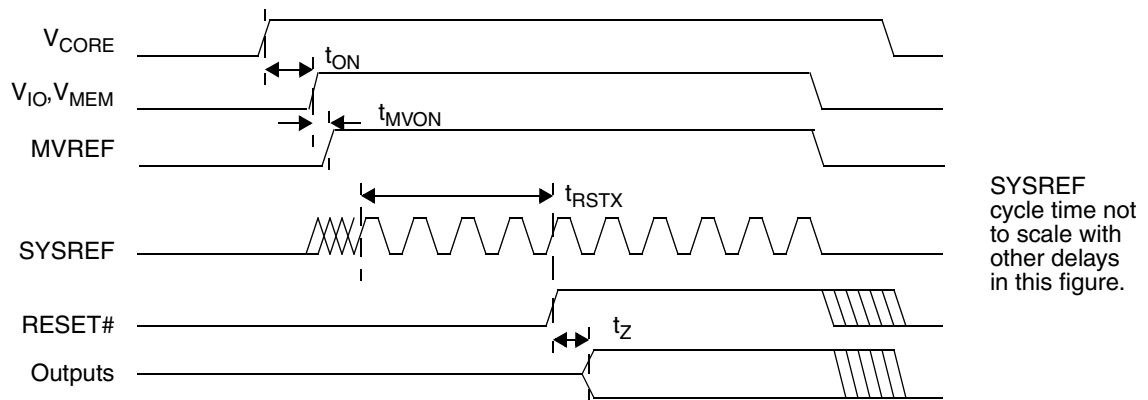 VCORE
tON
VIO,VMEM
tMVON
MVREF
tRSTX
SYSREF
SYSREF
cycle time not
to scale with
other delays
in this figure.
RESET#
tZ
Outputs